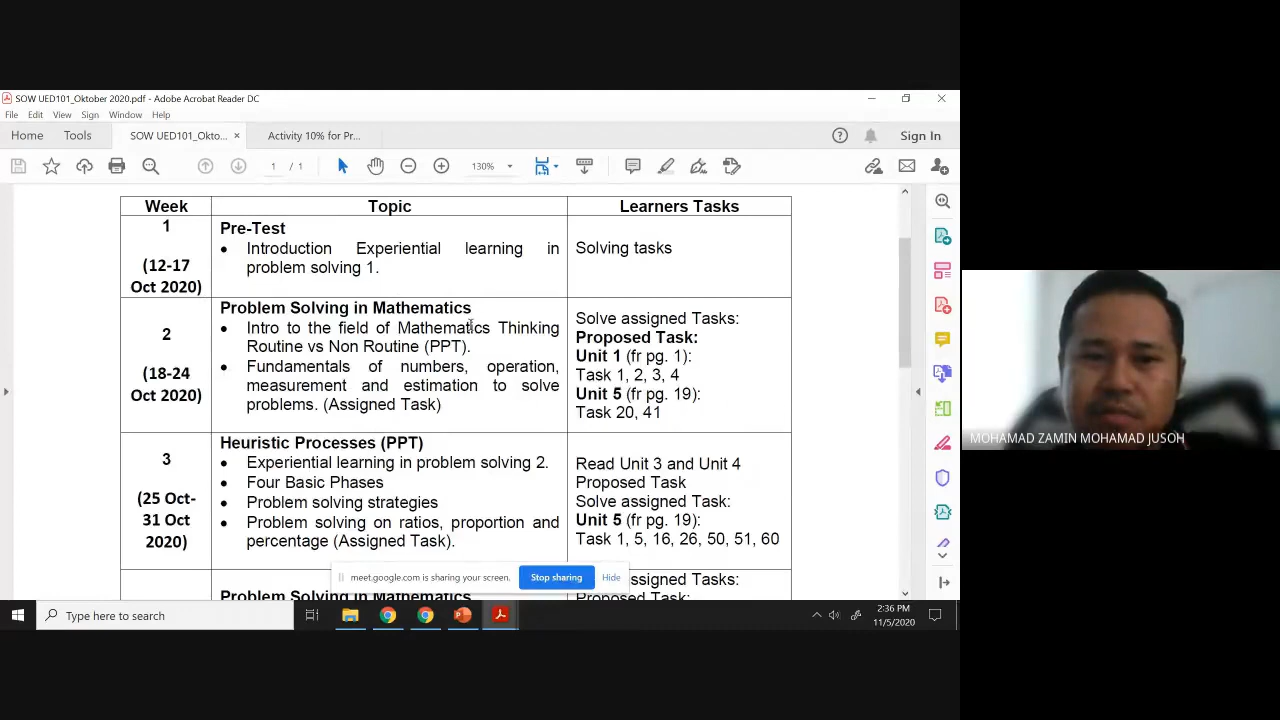 SOW UED101_Oktober 2020.pdf - Adobe Acrobat Reader DC
File Edit View Sign Window Help
Home Tools SOW UED101_Okto... × Activity 10% for Pr... Sign In
1 / 1 130%
Week Topic Learners Tasks
1
(12-17
Oct 2020)
Pre-Test
• Introduction Experiential learning in
problem solving 1.
Solving tasks
2
(18-24
Oct 2020)
Problem Solving in Mathematics
• Intro to the field of Mathematics Thinking
Routine vs Non Routine (PPT).
• Fundamentals of numbers, operation,
measurement and estimation to solve
problems. (Assigned Task)
Solve assigned Tasks:
Proposed Task:
Unit 1 (fr pg. 1):
Task 1, 2, 3, 4
Unit 5 (fr pg. 19):
Task 20, 41
3
(25 Oct-
31 Oct
2020)
Heuristic Processes (PPT)
• Experiential learning in problem solving 2.
• Four Basic Phases
• Problem solving strategies
• Problem solving on ratios, proportion and
percentage (Assigned Task).
Read Unit 3 and Unit 4
Proposed Task
Solve assigned Task:
Unit 5 (fr pg. 19):
Task 1, 5, 16, 26, 50, 51, 60
Problem Solving in Mathematics
assigned Tasks:
Proposed Task:
meet.google.com is sharing your screen. Stop sharing Hide
Type here to search
2:36 PM
11/5/2020
MOHAMAD ZAMIN MOHAMAD JUSOH